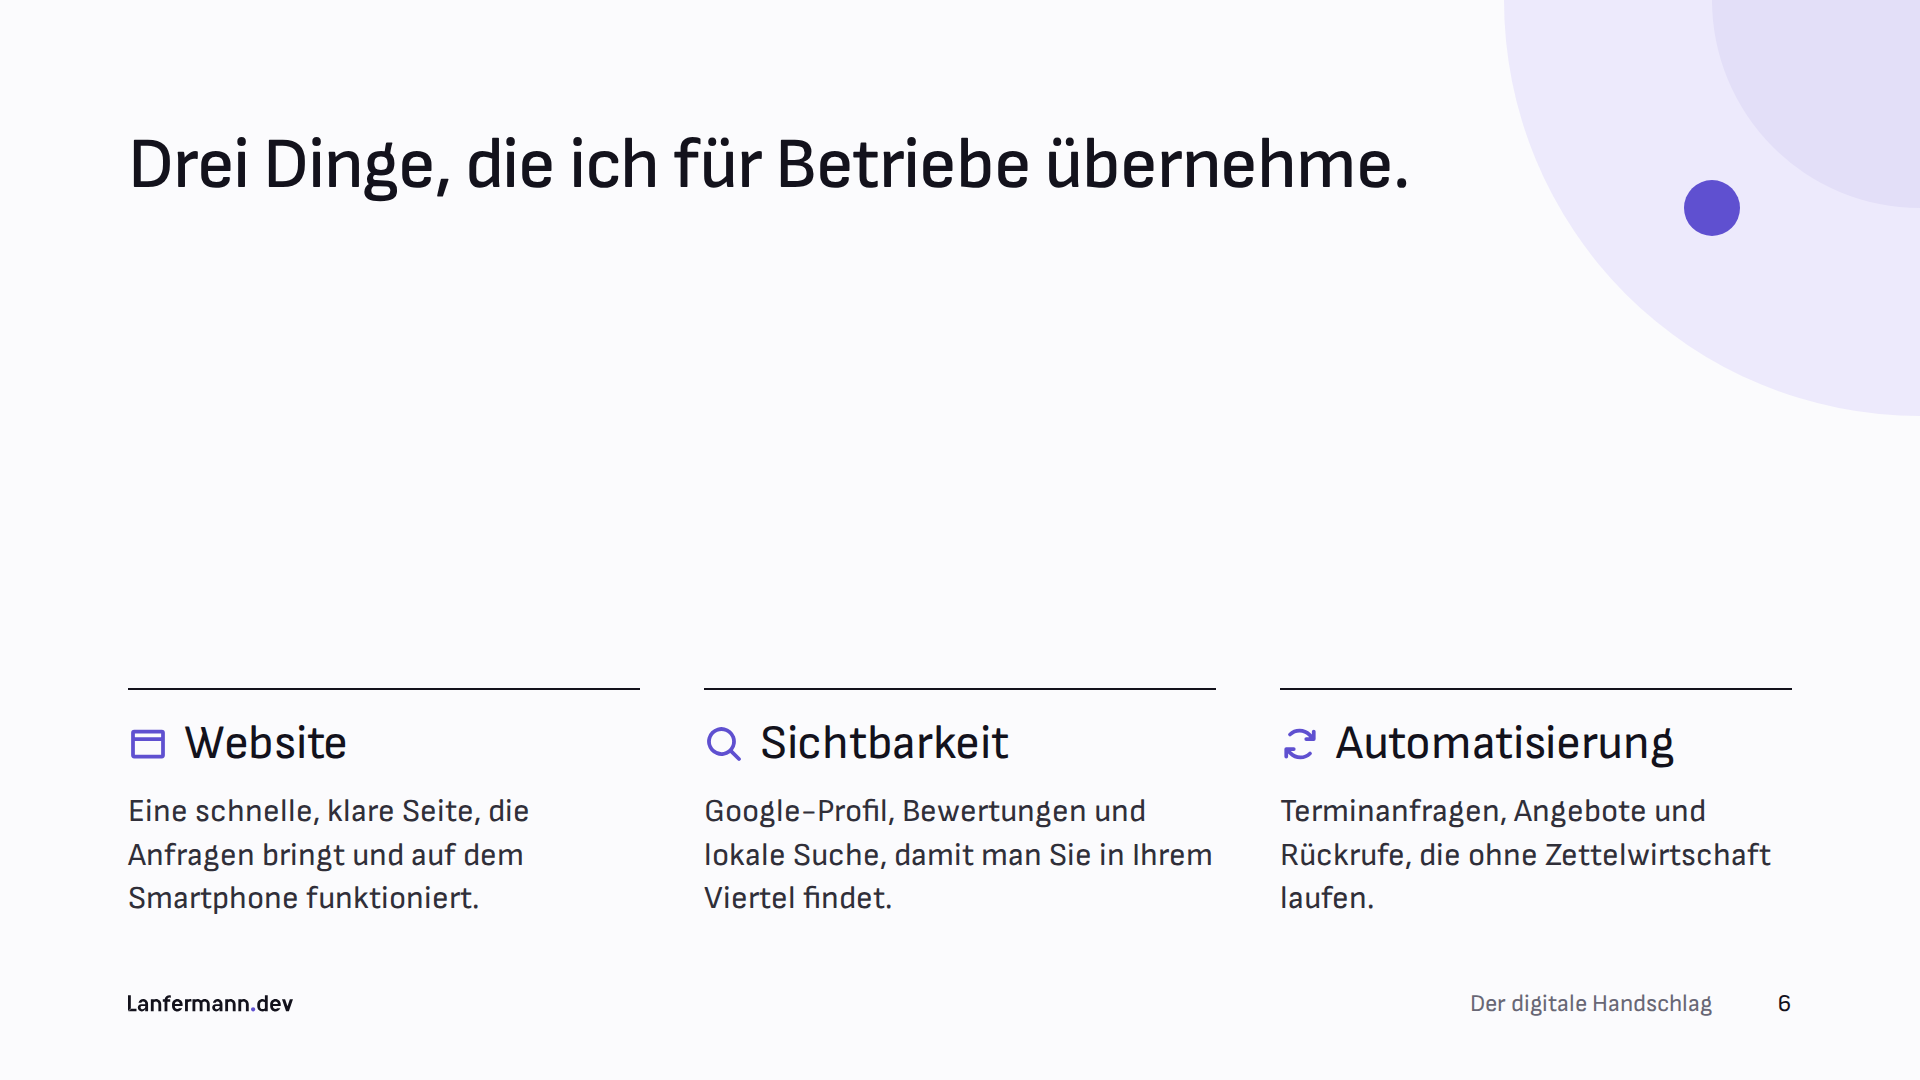 Drei Dinge, die ich für Betriebe übernehme.
Website
Eine schnelle, klare Seite, die
Anfragen bringt und auf dem
Smartphone funktioniert.
Sichtbarkeit
Google-Profil, Bewertungen und
lokale Suche, damit man Sie in Ihrem
Viertel findet.
Automatisierung
Terminanfragen, Angebote und
Rückrufe, die ohne Zettelwirtschaft
laufen.
Lanfermann.dev
Der digitale Handschlag
6